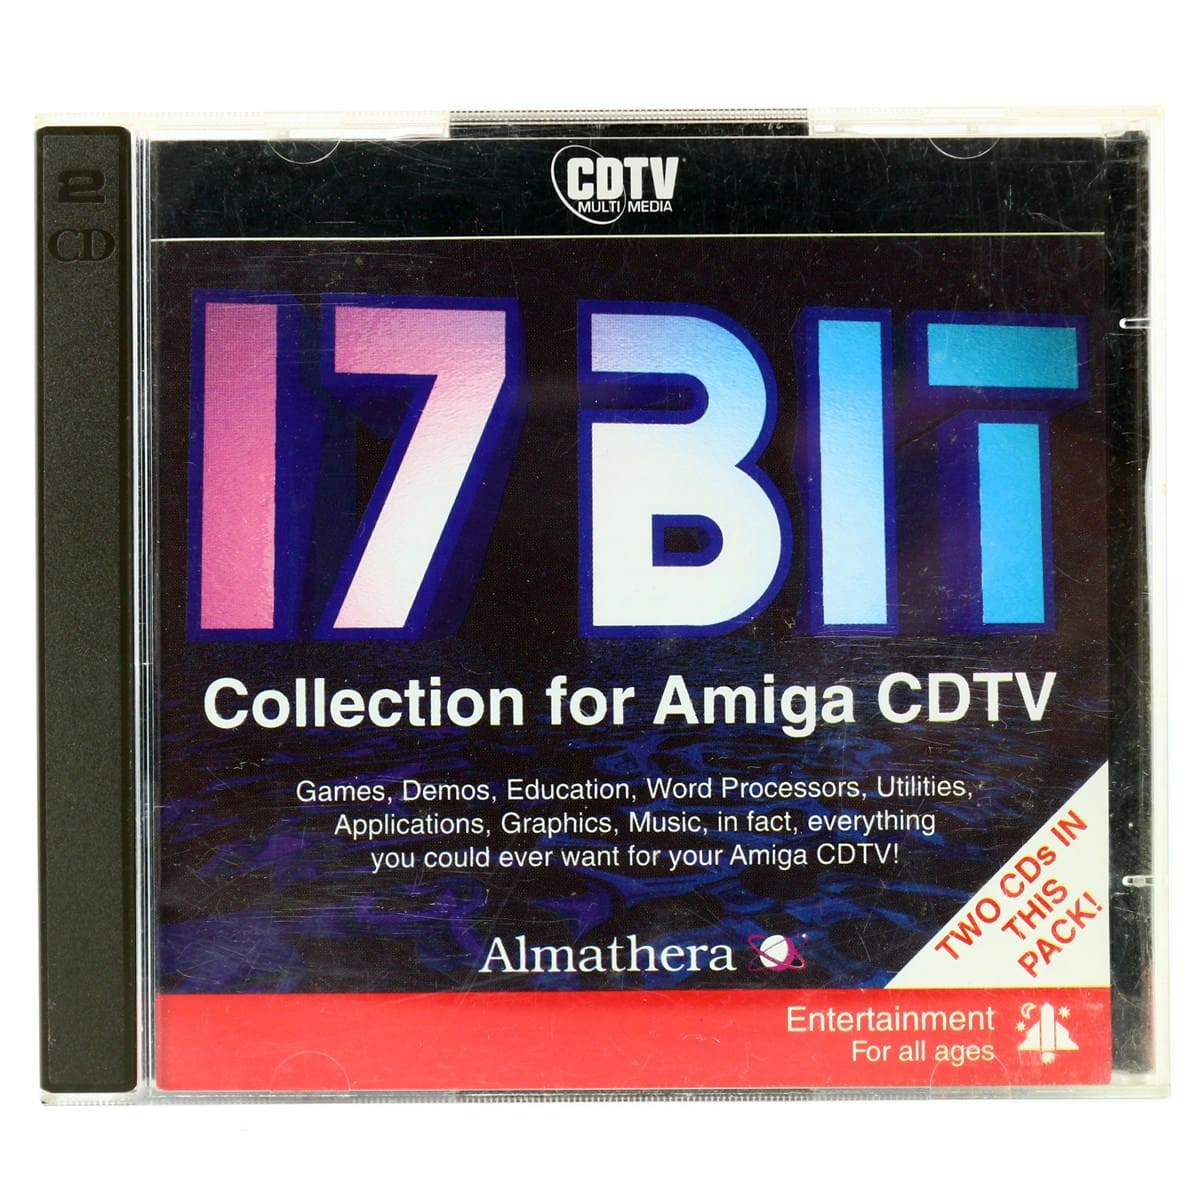 2
CD
CDTV
MULTI MEDIA
17 BIT
Collection for Amiga CDTV
Games, Demos, Education, Word Processors, Utilities,
Applications, Graphics, Music, in fact, everything
you could ever want for your Amiga CDTV!
TWO CDs IN
THIS
PACK!
Almathera
Entertainment
For all ages